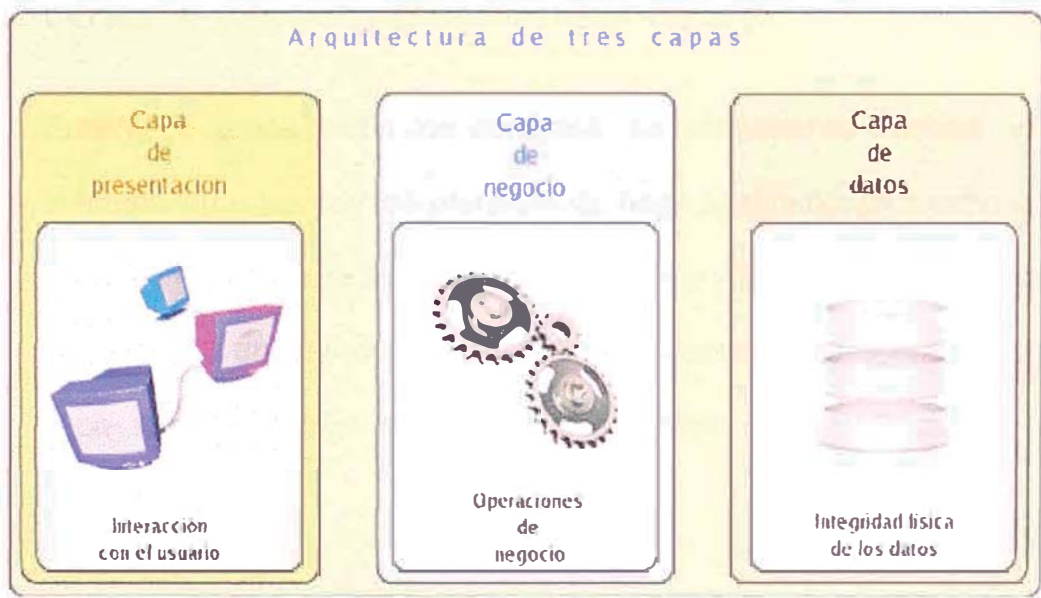 Arquitectura de tres capas
Capa
de
presentacion
Interacción
con el usuario
Capa
de
negocio
Operaciones
de
negocio
Capa
de
datos
Integridad física
de los datos